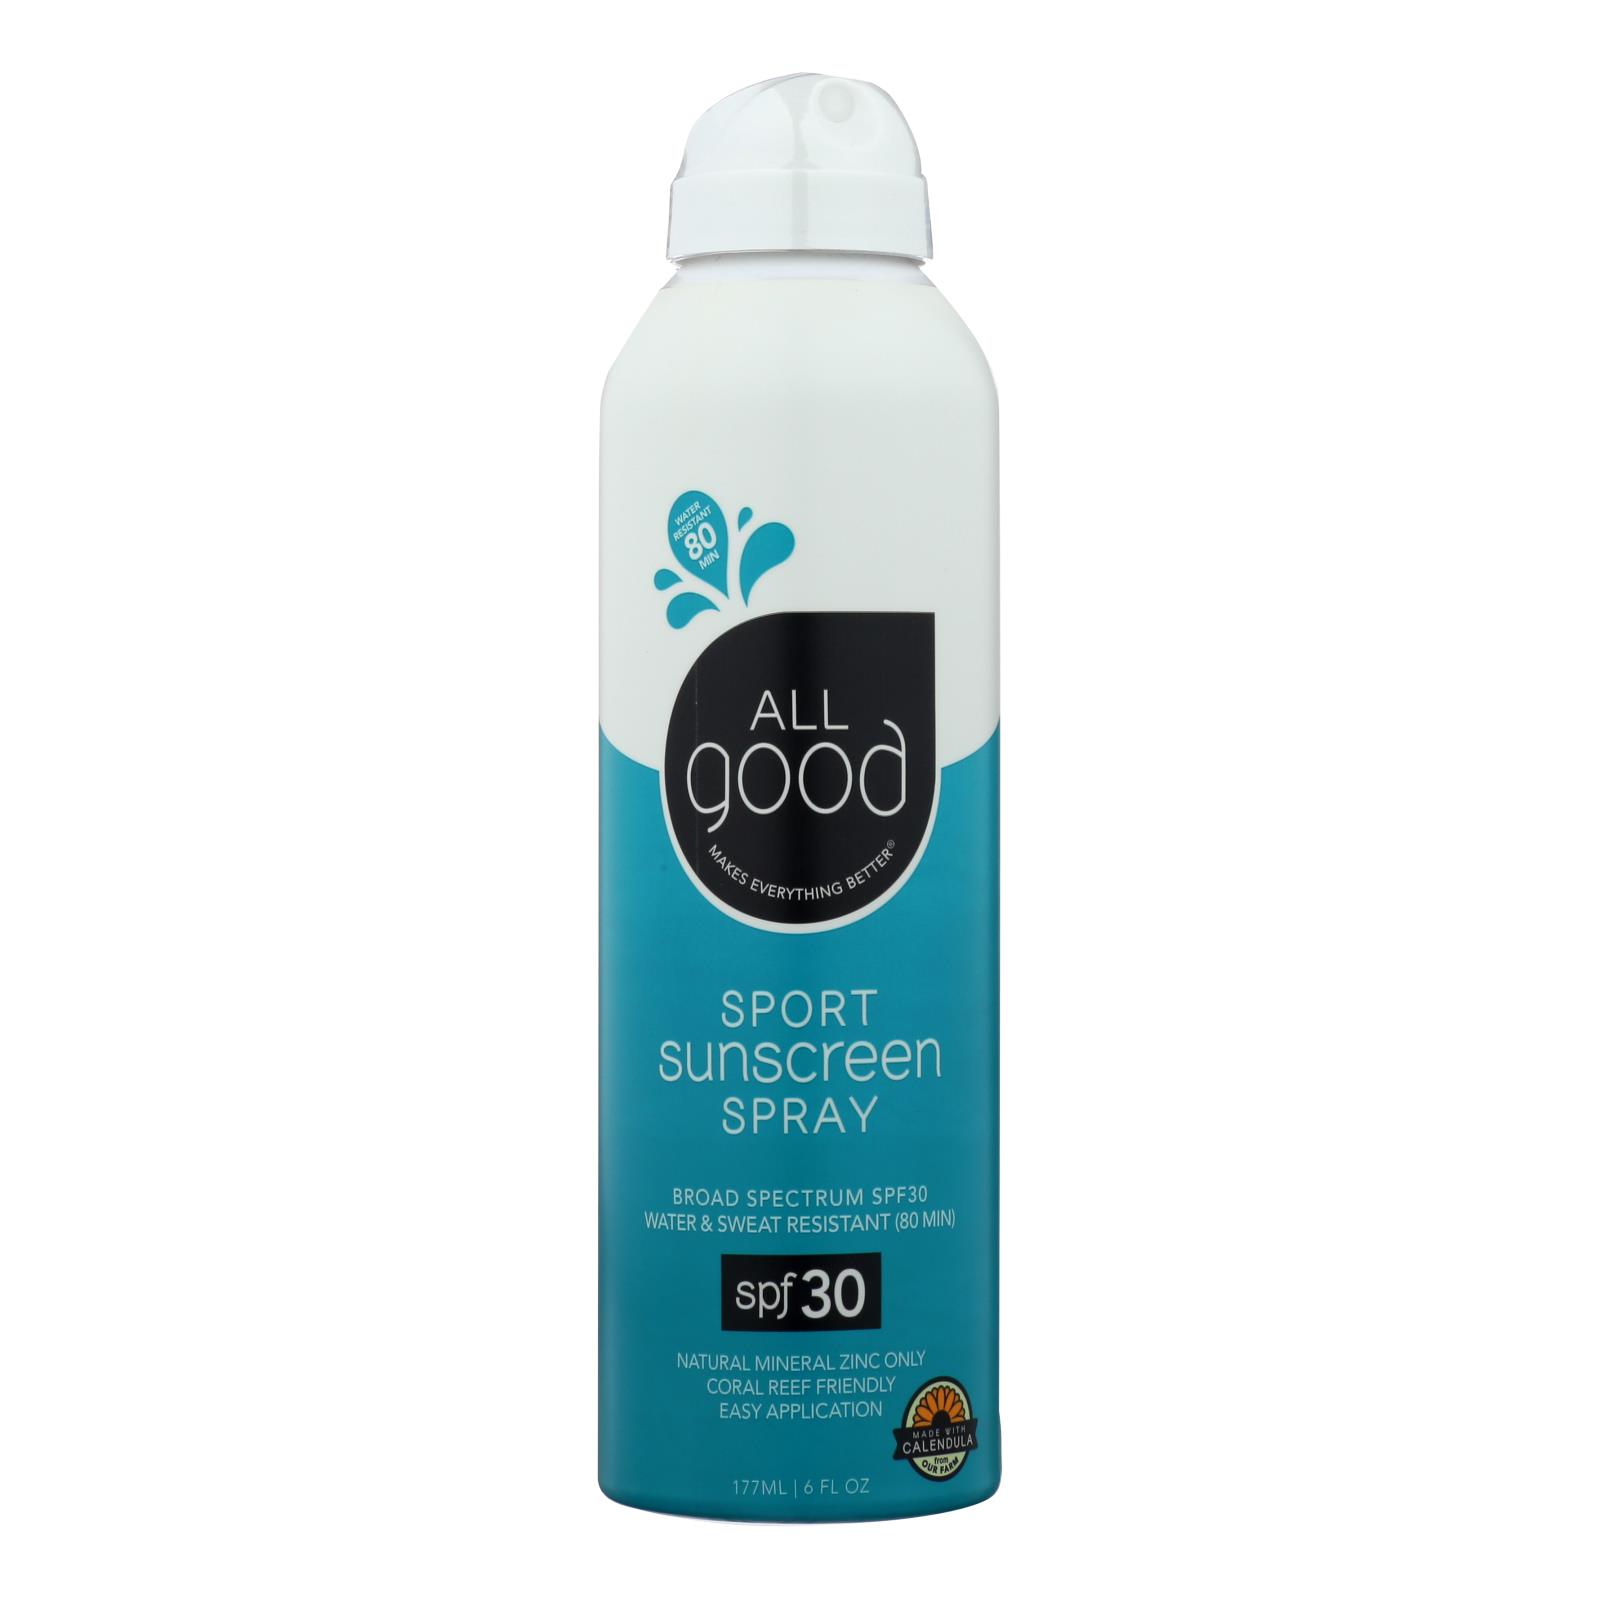 WATER
RESISTANT
80
MIN
ALL
good
MAKES EVERYTHING BETTER®
SPORT
sunscreen
SPRAY
BROAD SPECTRUM SPF30
WATER & SWEAT RESISTANT (80 MIN)
spf 30
NATURAL MINERAL ZINC ONLY
CORAL REEF FRIENDLY
EASY APPLICATION
MADE WITH
CALENDULA
from
OUR FARM
177ML | 6 FL OZ